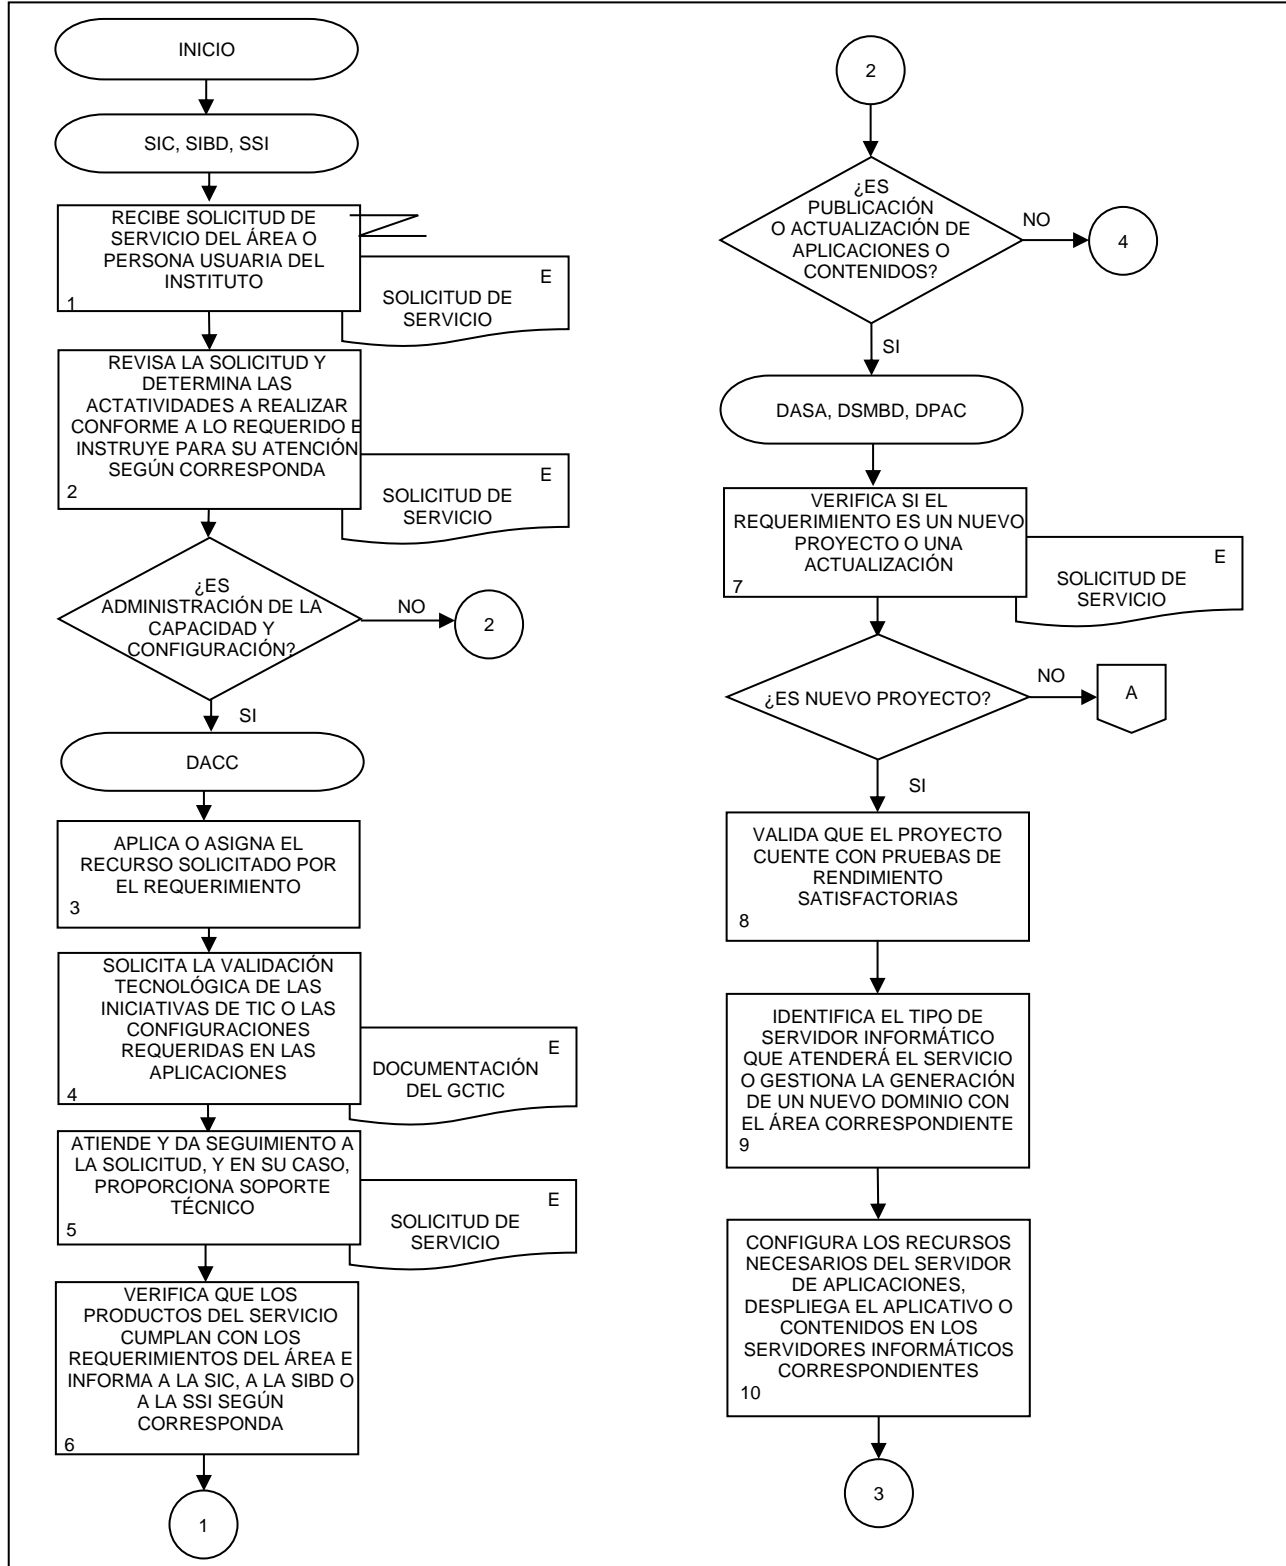 INICIO
SIC, SIBD, SSI
RECIBE SOLICITUD DE
SERVICIO DEL ÁREA O
PERSONA USUARIA DEL
INSTITUTO
1
E
SOLICITUD DE
SERVICIO
REVISA LA SOLICITUD Y
DETERMINA LAS
ACTATIVIDADES A REALIZAR
CONFORME A LO REQUERIDO E
INSTRUYE PARA SU ATENCIÓN
SEGÚN CORRESPONDA
2
E
SOLICITUD DE
SERVICIO
¿ES
ADMINISTRACIÓN DE LA
CAPACIDAD Y
CONFIGURACIÓN?
NO
2
SI
DACC
APLICA O ASIGNA EL
RECURSO SOLICITADO POR
EL REQUERIMIENTO
3
SOLICITA LA VALIDACIÓN
TECNOLÓGICA DE LAS
INICIATIVAS DE TIC O LAS
CONFIGURACIONES
REQUERIDAS EN LAS
APLICACIONES
4
E
DOCUMENTACIÓN
DEL GCTIC
ATIENDE Y DA SEGUIMIENTO A
LA SOLICITUD, Y EN SU CASO,
PROPORCIONA SOPORTE
TÉCNICO
5
E
SOLICITUD DE
SERVICIO
VERIFICA QUE LOS
PRODUCTOS DEL SERVICIO
CUMPLAN CON LOS
REQUERIMIENTOS DEL ÁREA E
INFORMA A LA SIC, A LA SIBD O
A LA SSI SEGÚN
CORRESPONDA
6
1
2
¿ES
PUBLICACIÓN
O ACTUALIZACIÓN DE
APLICACIONES O
CONTENIDOS?
NO
4
SI
DASA, DSMBD, DPAC
VERIFICA SI EL
REQUERIMIENTO ES UN NUEVO
PROYECTO O UNA
ACTUALIZACIÓN
7
E
SOLICITUD DE
SERVICIO
¿ES NUEVO PROYECTO?
NO
A
SI
VALIDA QUE EL PROYECTO
CUENTE CON PRUEBAS DE
RENDIMIENTO
SATISFACTORIAS
8
IDENTIFICA EL TIPO DE
SERVIDOR INFORMÁTICO
QUE ATENDERÁ EL SERVICIO
O GESTIONA LA GENERACIÓN
DE UN NUEVO DOMINIO CON
EL ÁREA CORRESPONDIENTE
9
CONFIGURA LOS RECURSOS
NECESARIOS DEL SERVIDOR
DE APLICACIONES,
DESPLIEGA EL APLICATIVO O
CONTENIDOS EN LOS
SERVIDORES INFORMÁTICOS
CORRESPONDIENTES
10
3